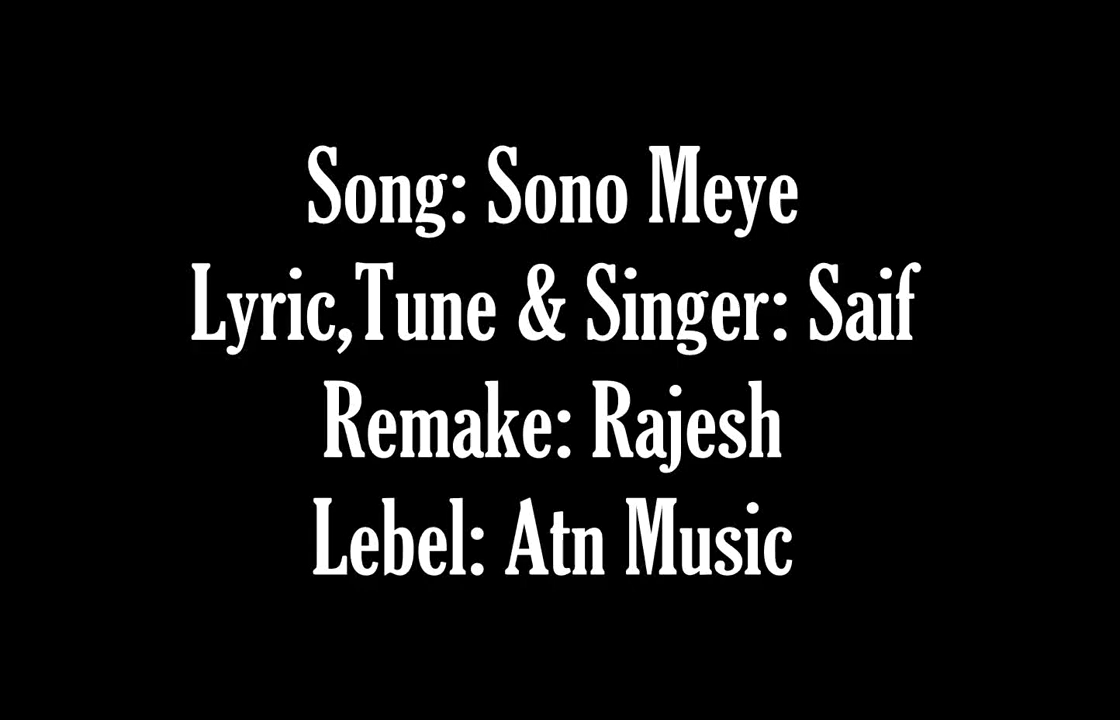 Song: Sono Meye
Lyric,Tune & Singer: Saif
Remake: Rajesh
Lebel: Atn Music